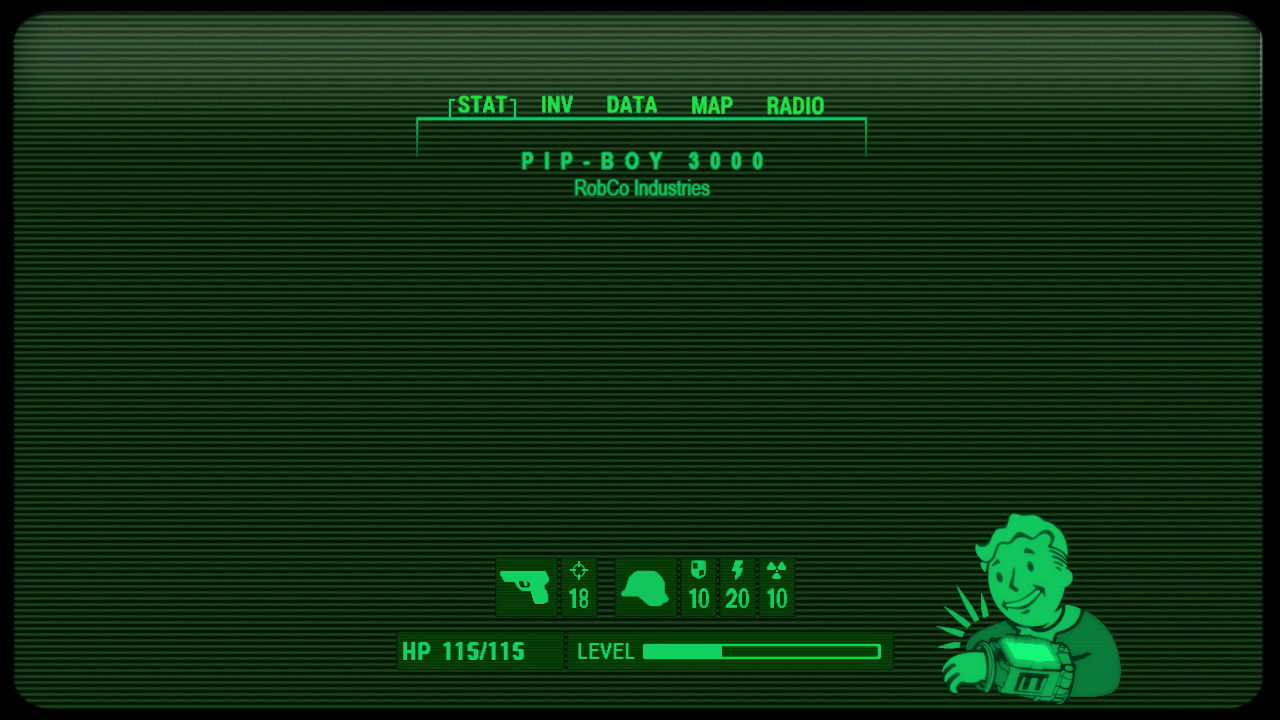 STAT INV DATA MAP RADIO
PIP-BOY 3000
RobCo Industries
18 10 20 10
HP 115/115 LEVEL